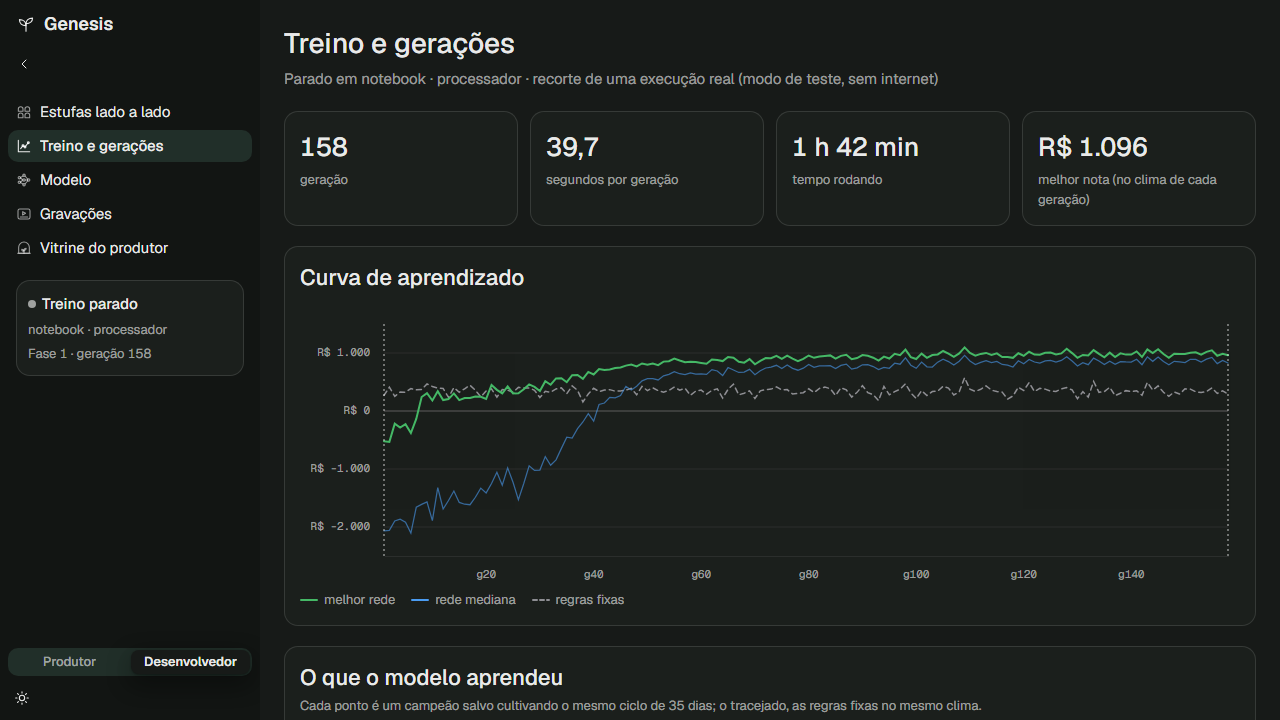 Genesis
Estufas lado a lado
Treino e gerações
Modelo
Gravações
Vitrine do produtor
Treino parado
notebook · processador
Fase 1 · geração 158
Produtor
Desenvolvedor
Treino e gerações
Parado em notebook · processador · recorte de uma execução real (modo de teste, sem internet)
158
geração
39,7
segundos por geração
1 h 42 min
tempo rodando
R$ 1.096
melhor nota (no clima de cada
geração)
Curva de aprendizado
R$ 1.000
R$ 0
R$ -1.000
R$ -2.000
g20 g40 g60 g80 g100 g120 g140
melhor rede rede mediana regras fixas
O que o modelo aprendeu
Cada ponto é um campeão salvo cultivando o mesmo ciclo de 35 dias; o tracejado, as regras fixas no mesmo clima.